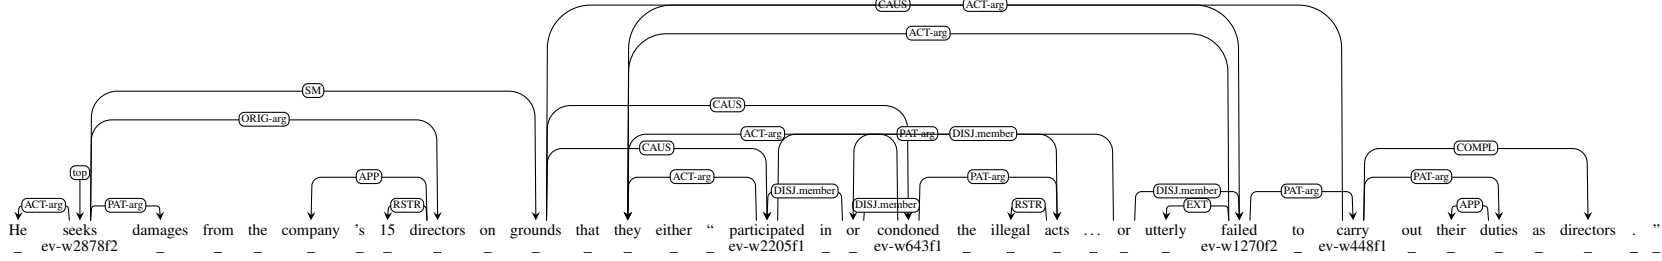 CAUS ACT-arg
ACT-arg
SM
CAUS
ORIG-arg
ACT-arg PAT-arg DISJ.member
CAUS COMPL
top APP ACT-arg PAT-arg PAT-arg
DISJ.member DISJ.member PAT-arg
ACT-arg PAT-arg RSTR DISJ.member RSTR EXT APP
He seeks damages from the company 's 15 directors on grounds that they either “ participated in or condoned the illegal acts ... or utterly failed to carry out their duties as directors . ”
ev-w2878f2 ev-w2205f1 ev-w643f1 ev-w1270f2 ev-w448f1
_ _ _ _ _ _ _ _ _ _ _ _ _ _ _ _ _ _ _ _ _ _ _ _ _ _ _ _ _ _ _ _ _